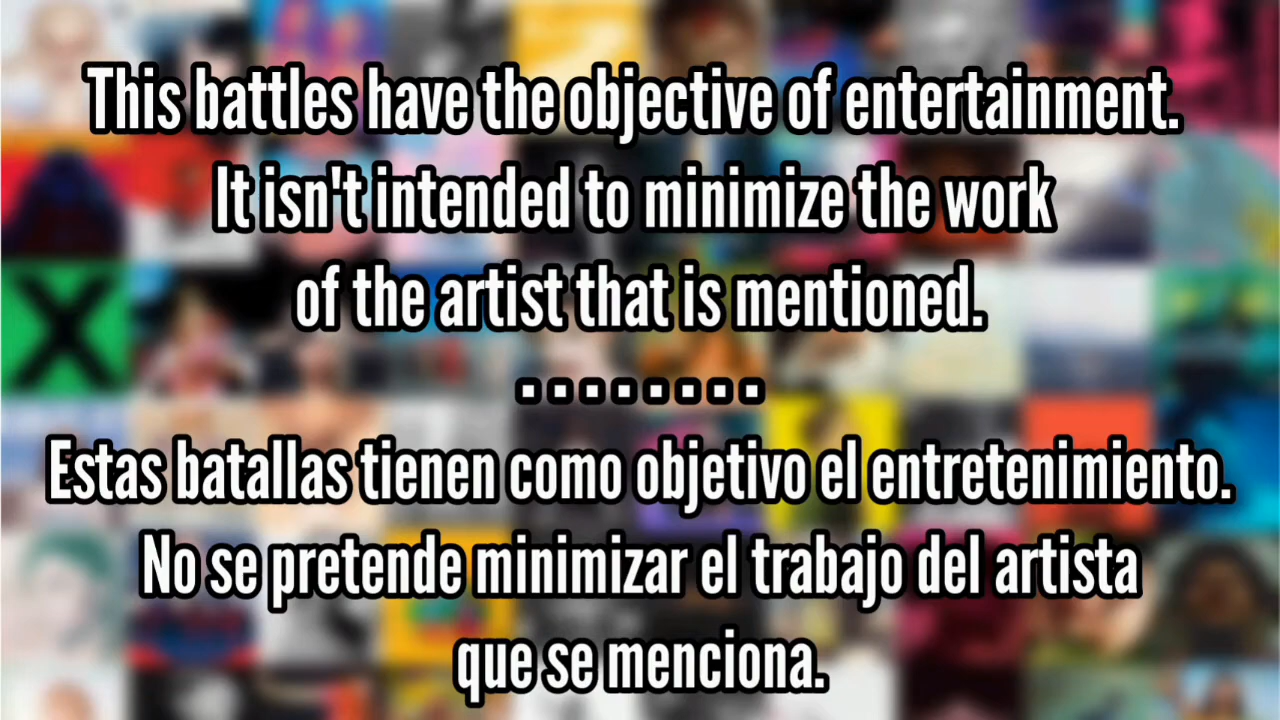 This battles have the objective of entertainment.
It isn't intended to minimize the work
of the artist that is mentioned.
........
Estas batallas tienen como objetivo el entretenimiento.
No se pretende minimizar el trabajo del artista
que se menciona.